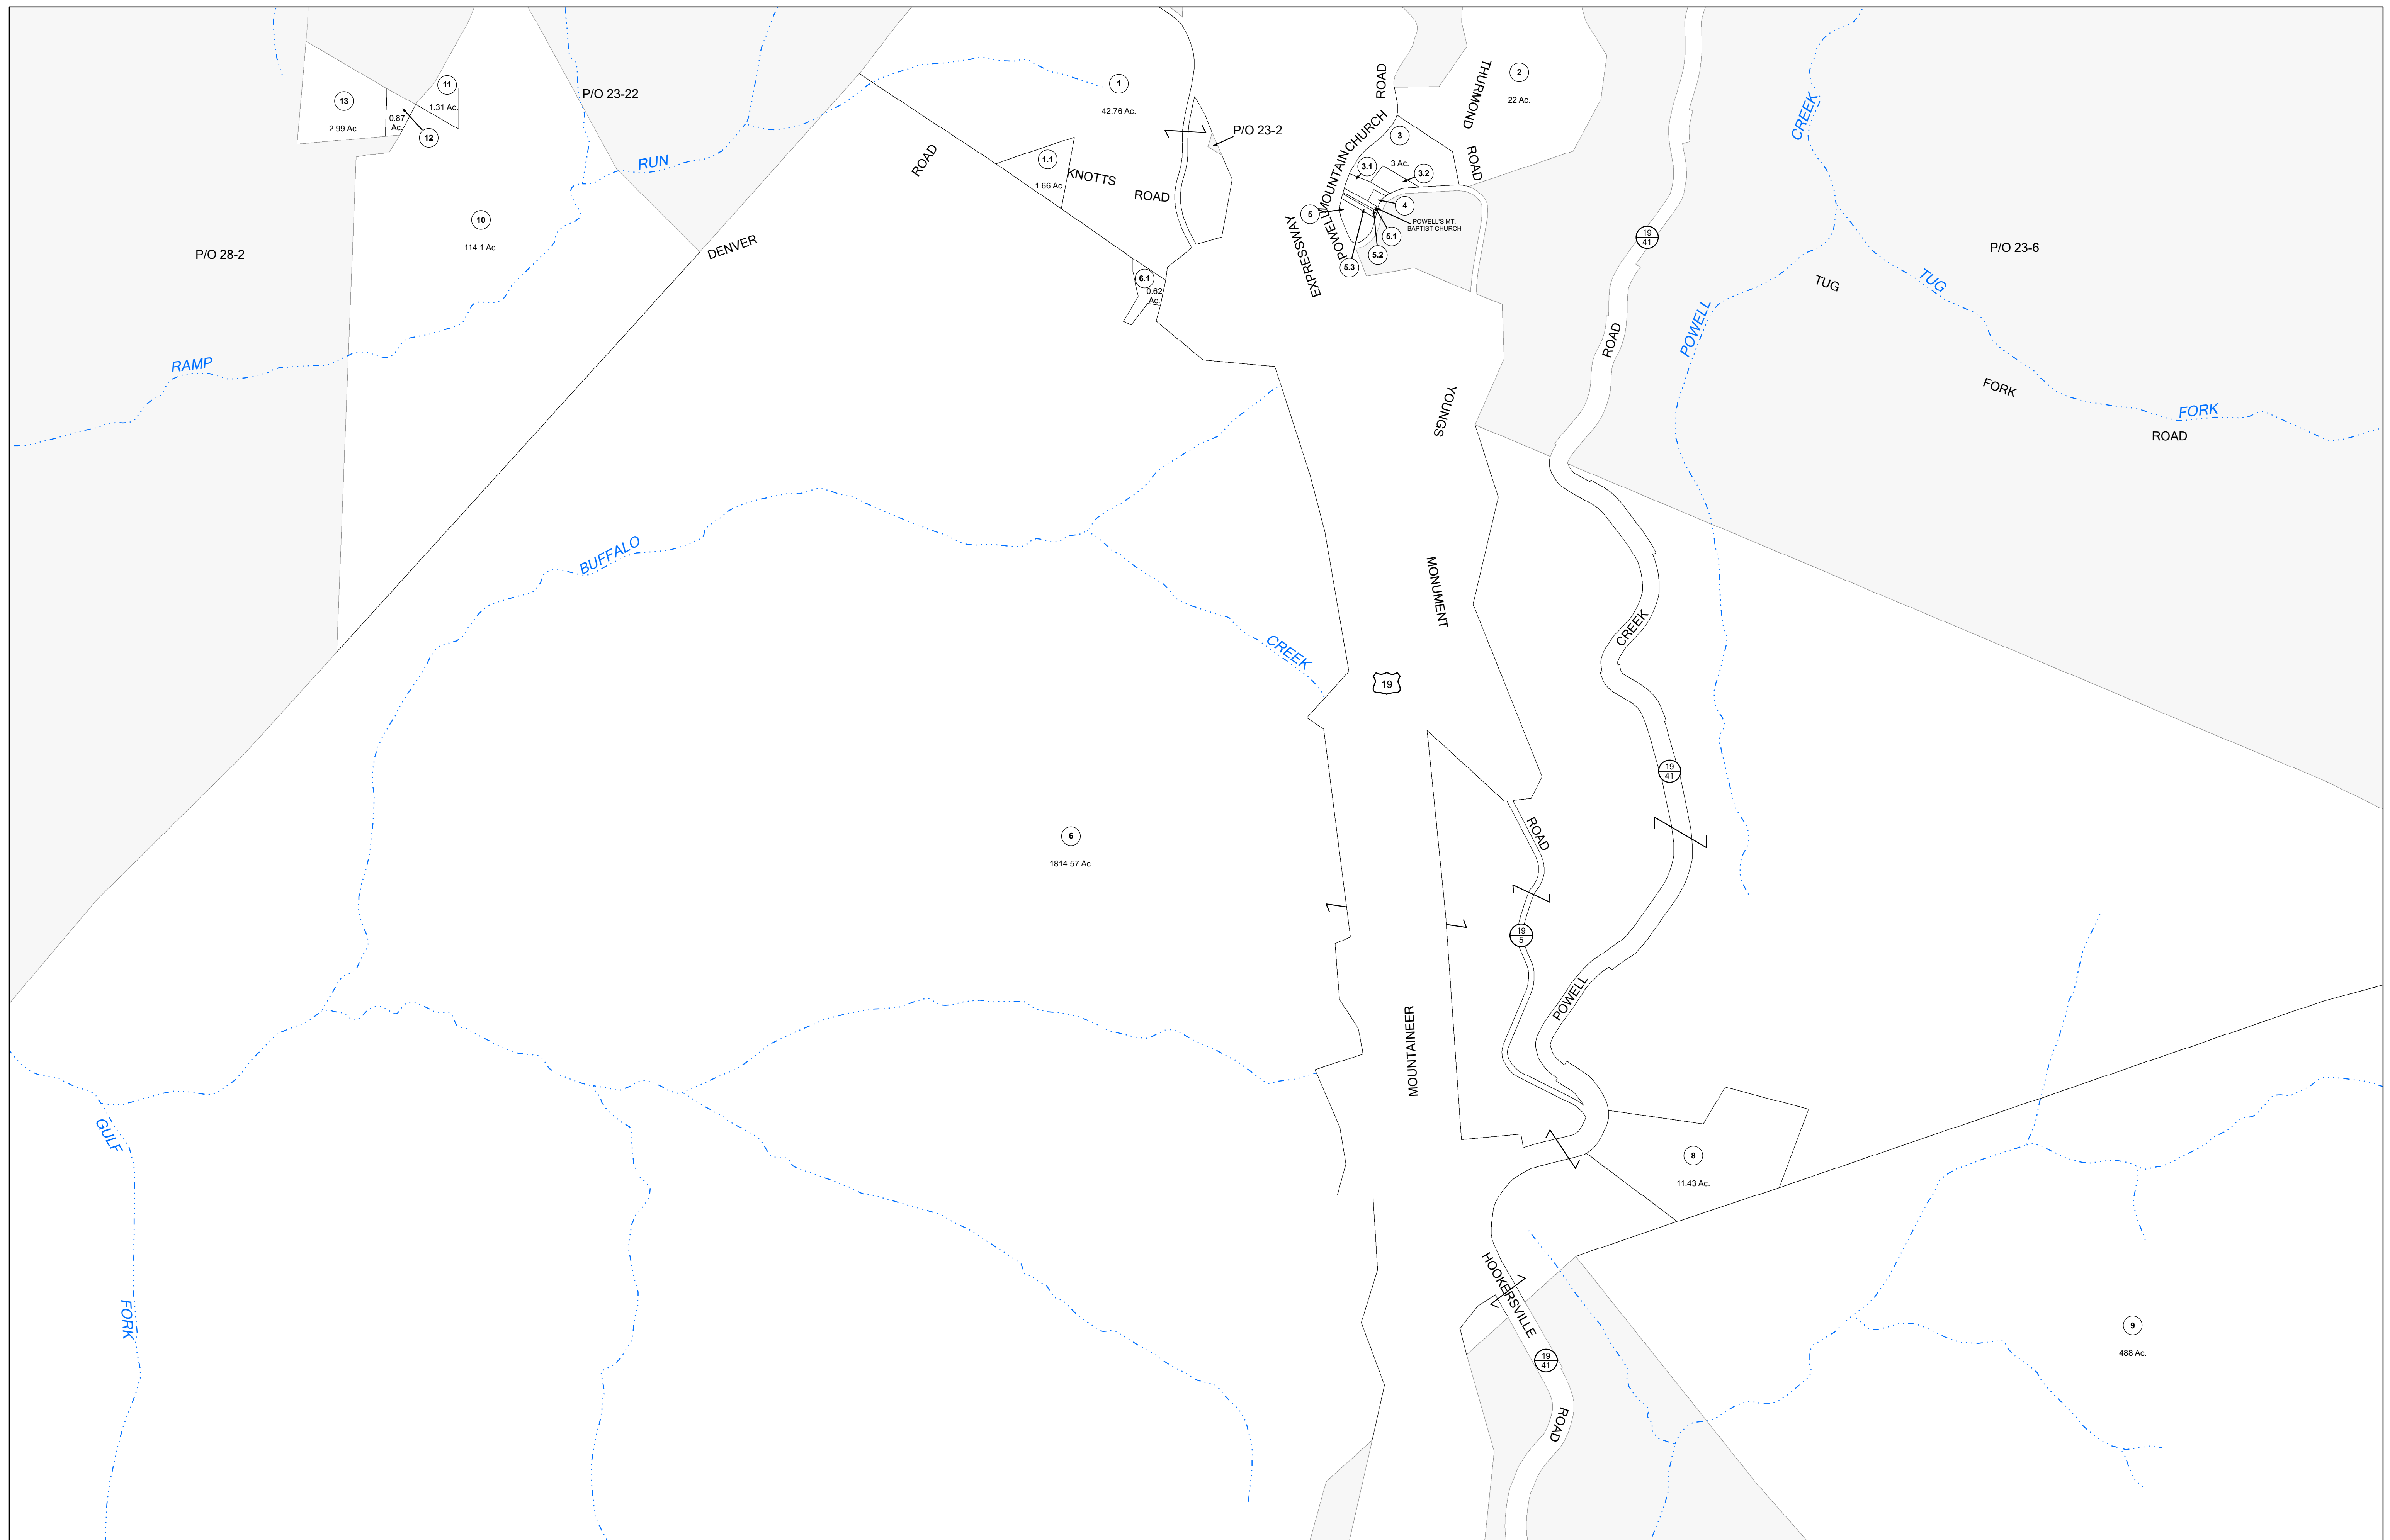 13
2.99 Ac.
0.87
Ac.
12
11
1.31 Ac.
P/O 23-22
10
114.1 Ac.
P/O 28-2
RAMP
RUN
DENVER
ROAD
1
42.76 Ac.
1.1
1.66 Ac.
KNOTTS
ROAD
P/O 23-2
6.1
0.62
Ac.
2
22 Ac.
THURMOND
ROAD
3
3 Ac.
3.1
3.2
4
5
5.1
5.2
5.3
POWELL'S MT.
BAPTIST CHURCH
POWELL
MOUNTAIN
CHURCH
ROAD
EXPRESSWAY
19
41
ROAD
CREEK
POWELL
P/O 23-6
TUG
FORK
TUG
FORK
ROAD
YOUNGS
MONUMENT
ROAD
19
CREEK
19
41
19
5
POWELL
MOUNTAINEER
BUFFALO
CREEK
6
1814.57 Ac.
GULF
FORK
8
11.43 Ac.
HOOKERSVILLE
ROAD
19
41
9
488 Ac.